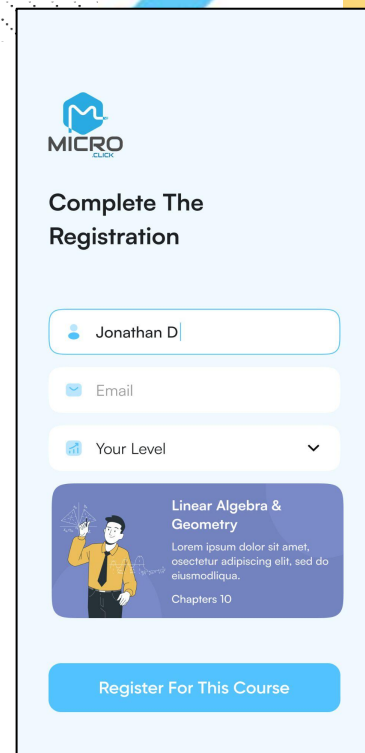 MICRO
.CLICK
Complete The
Registration
Jonathan D
Email
Your Level
Linear Algebra &
Geometry
Lorem ipsum dolor sit amet,
osectetur adipiscing elit, sed do
eiusmodliqua.
Chapters 10
Register For This Course